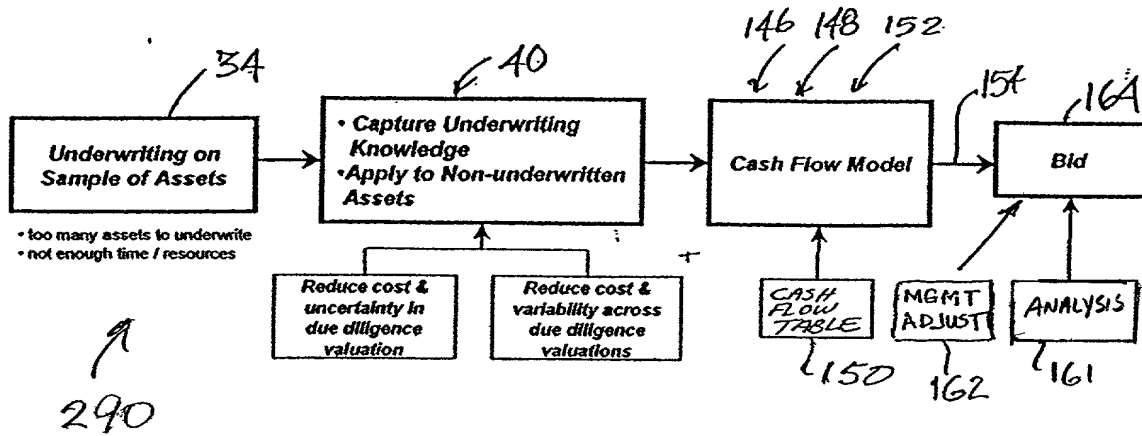 34
40
146 148 152
154
164
Underwriting on
Sample of Assets
• too many assets to underwrite
• not enough time / resources
• Capture Underwriting
Knowledge
•Apply to Non-underwritten
Assets
Cash Flow Model
Bid
Reduce cost &
uncertainty in
due diligence
valuation
Reduce cost &
variability across
due diligence
valuations
CASH
FLOW
TABLE
MGMT
ADJUST
ANALYSIS
150
162
161
290